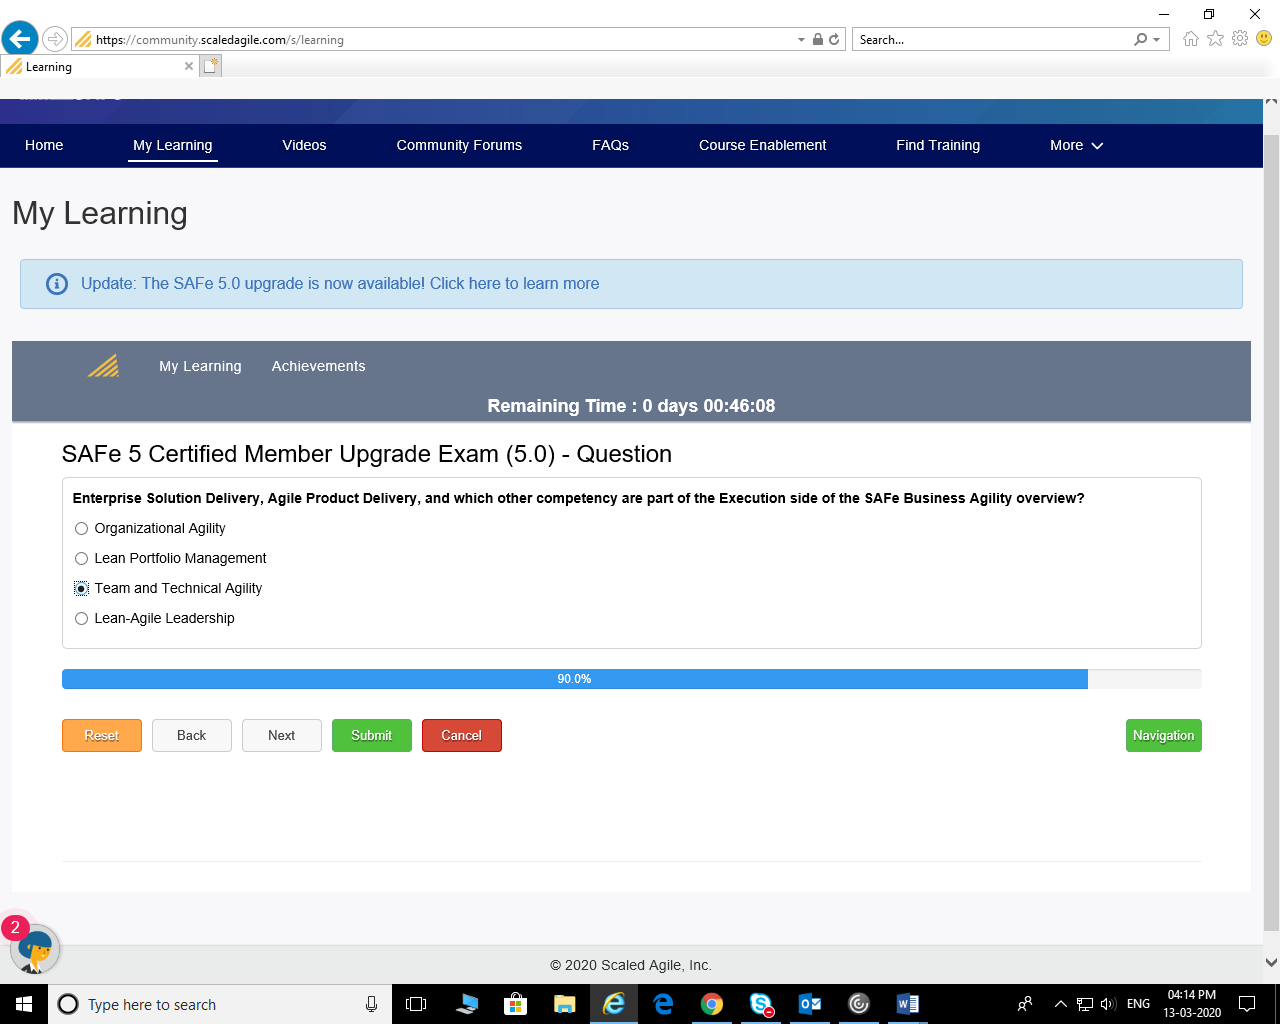 https://community.scaledagile.com/s/learning
Search...
Learning
Home My Learning Videos Community Forums FAQs Course Enablement Find Training More
My Learning
Update: The SAFe 5.0 upgrade is now available! Click here to learn more
My Learning Achievements
Remaining Time : 0 days 00:46:08
SAFe 5 Certified Member Upgrade Exam (5.0) - Question
Enterprise Solution Delivery, Agile Product Delivery, and which other competency are part of the Execution side of the SAFe Business Agility overview?
Organizational Agility
Lean Portfolio Management
Team and Technical Agility
Lean-Agile Leadership
90.0%
Reset Back Next Submit Cancel Navigation
2
© 2020 Scaled Agile, Inc.
Type here to search
ENG
04:14 PM
13-03-2020